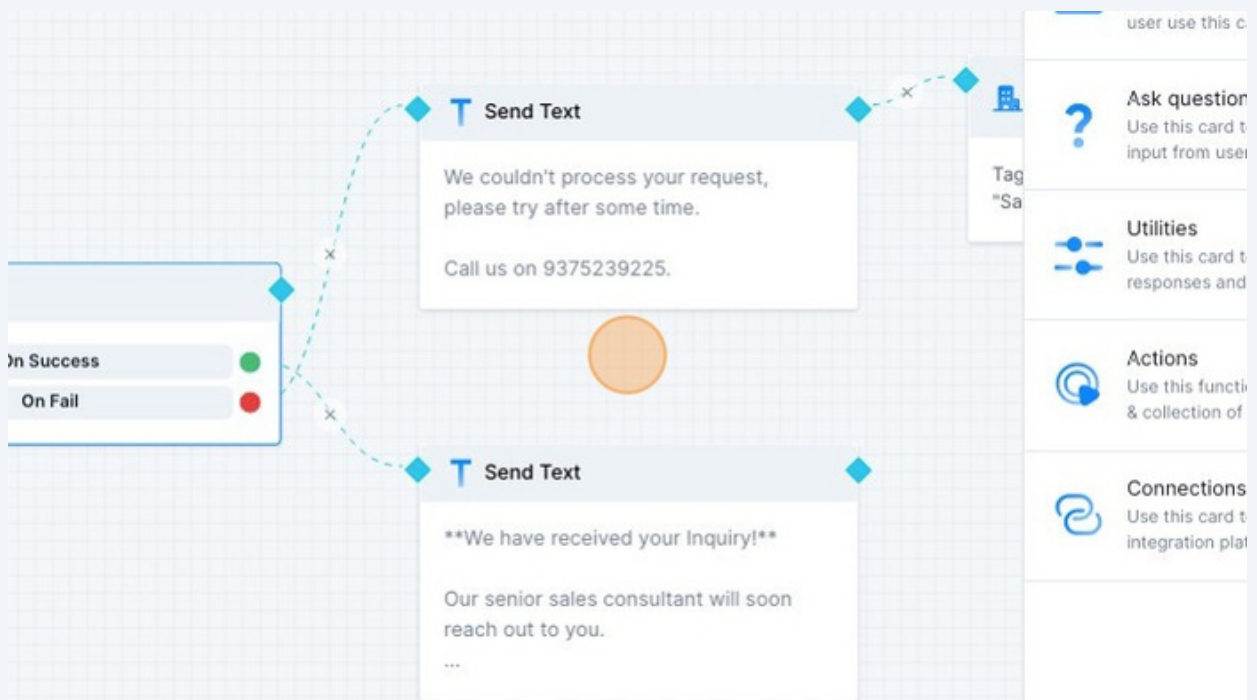 Send Text
We couldn't process your request,
please try after some time.
Call us on 9375239225.
On Success
On Fail
Send Text
**We have received your Inquiry!**
Our senior sales consultant will soon
reach out to you.
...
Tag
"Sa
user use this
Ask question
Use this card
input from user
Utilities
Use this card
responses and
Actions
Use this
& collection of
Connections
Use this card
integration